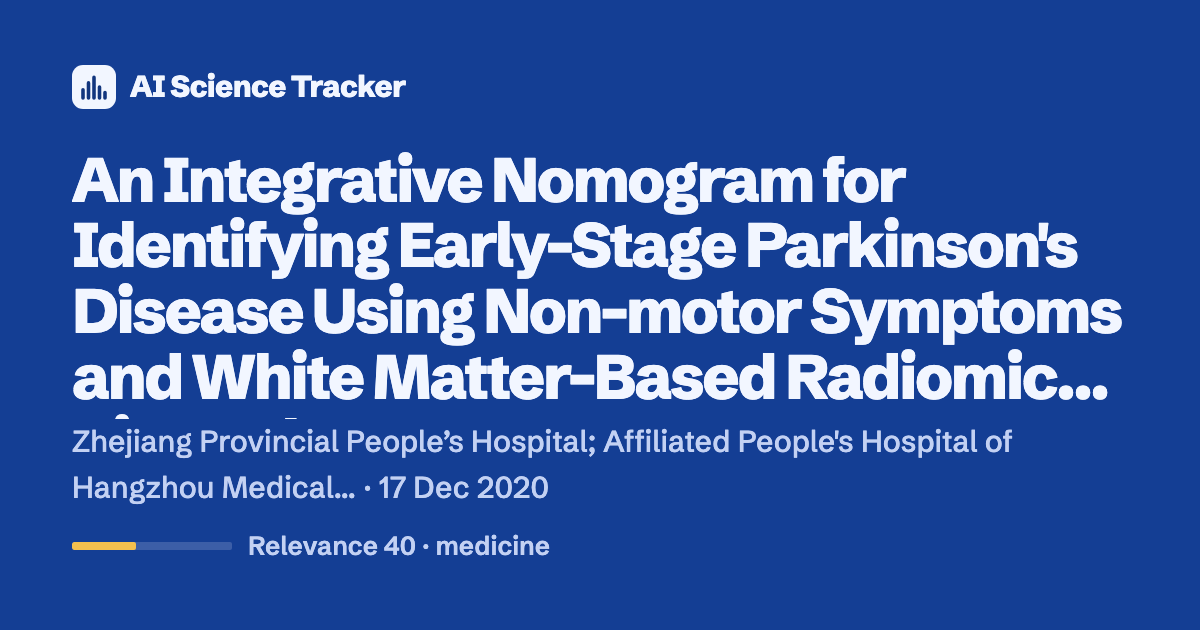 AI Science Tracker
An Integrative Nomogram for
Identifying Early-Stage Parkinson's
Disease Using Non-motor Symptoms
and White Matter-Based Radiomic...
Zhejiang Provincial People’s Hospital; Affiliated People's Hospital of
Hangzhou Medical... · 17 Dec 2020
Relevance 40 · medicine